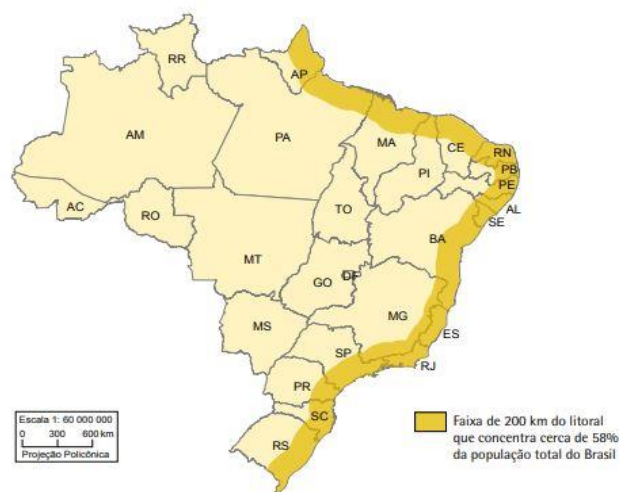 RR
AP
AM
PA
MA
CE
RN
PB
PE
PI
AL
AC
SE
RO
TO
BA
MT
DF
GO
MG
MS
ES
SP
RJ
PR
SC
RS
Escala 1: 60 000 000
0 300 600 km
Projeção Policônica
Faixa de 200 km do litoral
que concentra cerca de 58%
da população total do Brasil